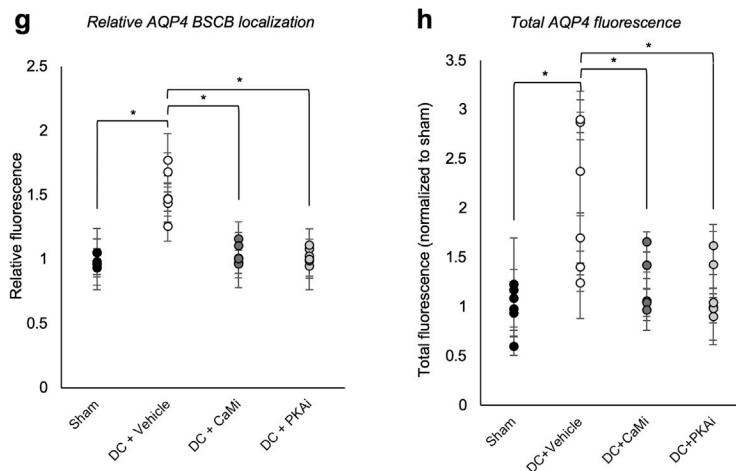 g
Relative AQP4 BSCB localization
2.5
2
1.5
1
0.5
0
Relative fluorescence
*
*
*
Sham
DC + Vehicle
DC + CaMi
DC + PKAi
h
Total AQP4 fluorescence
3.5
3
2.5
2
1.5
1
0.5
0
Total fluorescence (normalized to sham)
*
*
*
Sham
DC+Vehicle
DC+CaMi
DC+PKAi